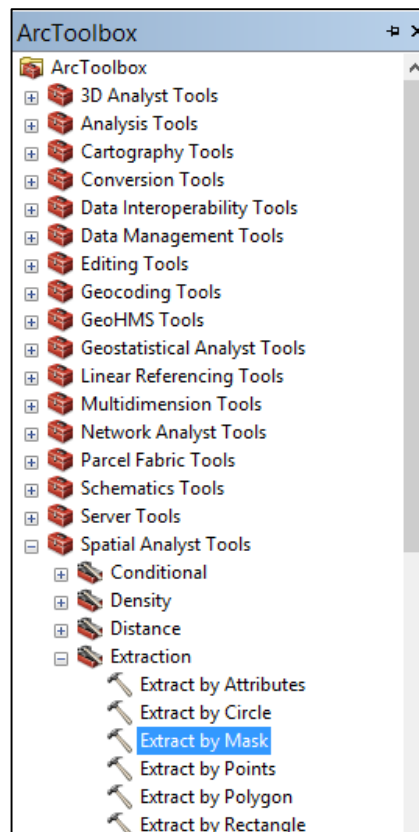 ArcToolbox
ArcToolbox
3D Analyst Tools
Analysis Tools
Cartography Tools
Conversion Tools
Data Interoperability Tools
Data Management Tools
Editing Tools
Geocoding Tools
GeoHMS Tools
Geostatistical Analyst Tools
Linear Referencing Tools
Multidimension Tools
Network Analyst Tools
Parcel Fabric Tools
Schematics Tools
Server Tools
Spatial Analyst Tools
Conditional
Density
Distance
Extraction
Extract by Attributes
Extract by Circle
Extract by Mask
Extract by Points
Extract by Polygon
Extract by Rectangle